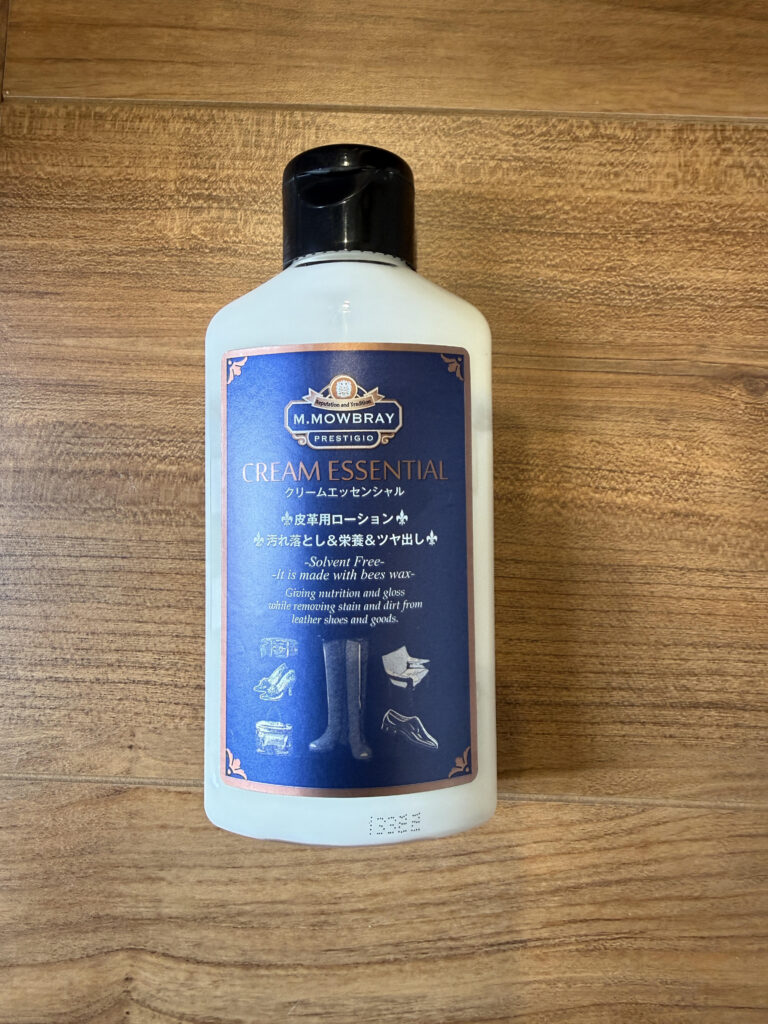 Reputation and Tradition
M.MOWBRAY
PRESTIGIO
CREAM ESSENTIAL
クリームエッセンシャル
皮革用ローション
汚れ落とし&栄養&ツヤ出し
-Solvent Free-
-It is made with bees wax-
Giving nutrition and gloss
while removing stain and dirt from
leather shoes and goods.